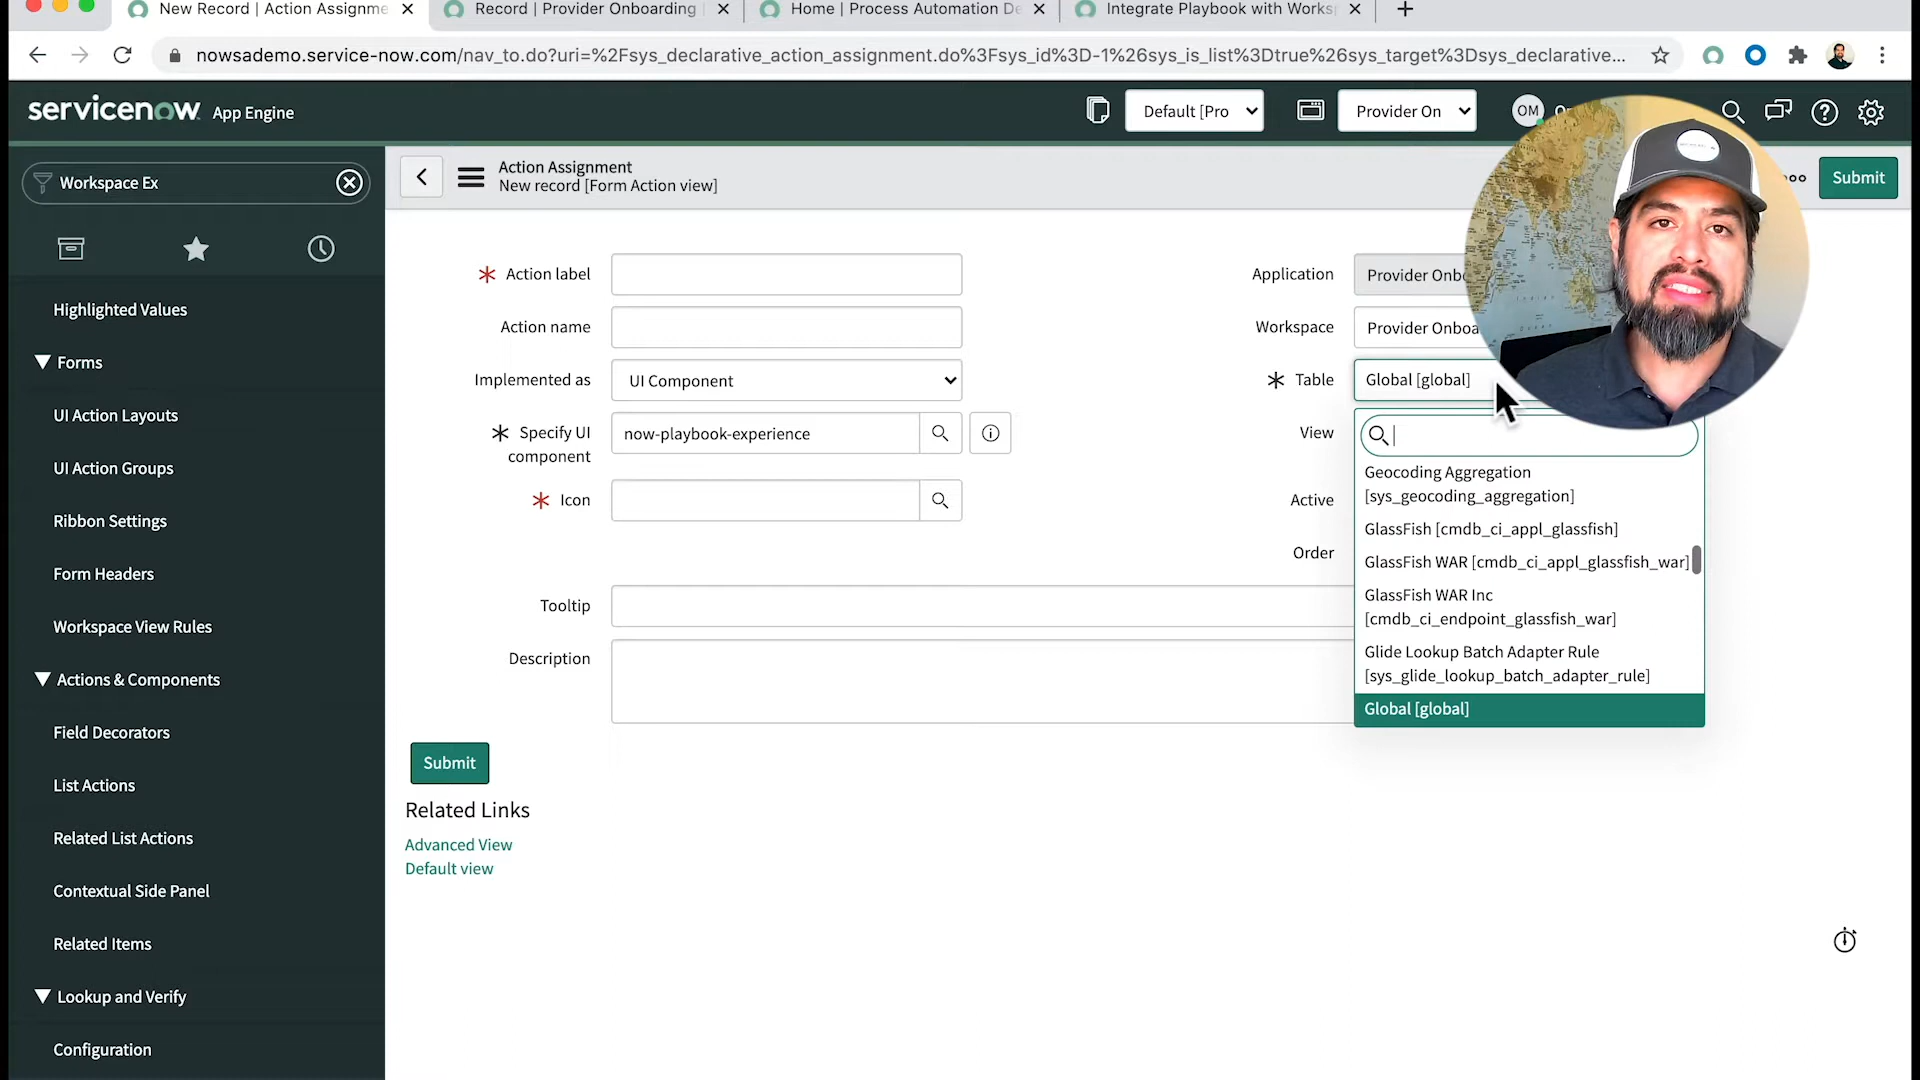 New Record | Action Assignme
Record | Provider Onboarding
Home | Process Automation De
Integrate Playbook with Works
nowsademo.service-now.com/nav_to.do?uri=%2Fsys_declarative_action_assignment.do%3Fsys_id%3D-1%26sys_is_list%3Dtrue%26sys_target%3Dsys_declarative...
servicenow App Engine
Default [Pro
Provider On
OM
Workspace Ex
Action Assignment
New record [Form Action view]
Submit
Highlighted Values
Forms
UI Action Layouts
UI Action Groups
Ribbon Settings
Form Headers
Workspace View Rules
Actions & Components
Field Decorators
List Actions
Related List Actions
Contextual Side Panel
Related Items
Lookup and Verify
Configuration
Action label
Action name
Implemented as
UI Component
Specify UI
component
now-playbook-experience
Icon
Tooltip
Description
Application
Provider Onbo
Workspace
Provider Onboa
Table
Global [global]
View
Active
Order
Geocoding Aggregation
[sys_geocoding_aggregation]
GlassFish [cmdb_ci_appl_glassfish]
GlassFish WAR [cmdb_ci_appl_glassfish_war]
GlassFish WAR Inc
[cmdb_ci_endpoint_glassfish_war]
Glide Lookup Batch Adapter Rule
[sys_glide_lookup_batch_adapter_rule]
Global [global]
Submit
Related Links
Advanced View
Default view